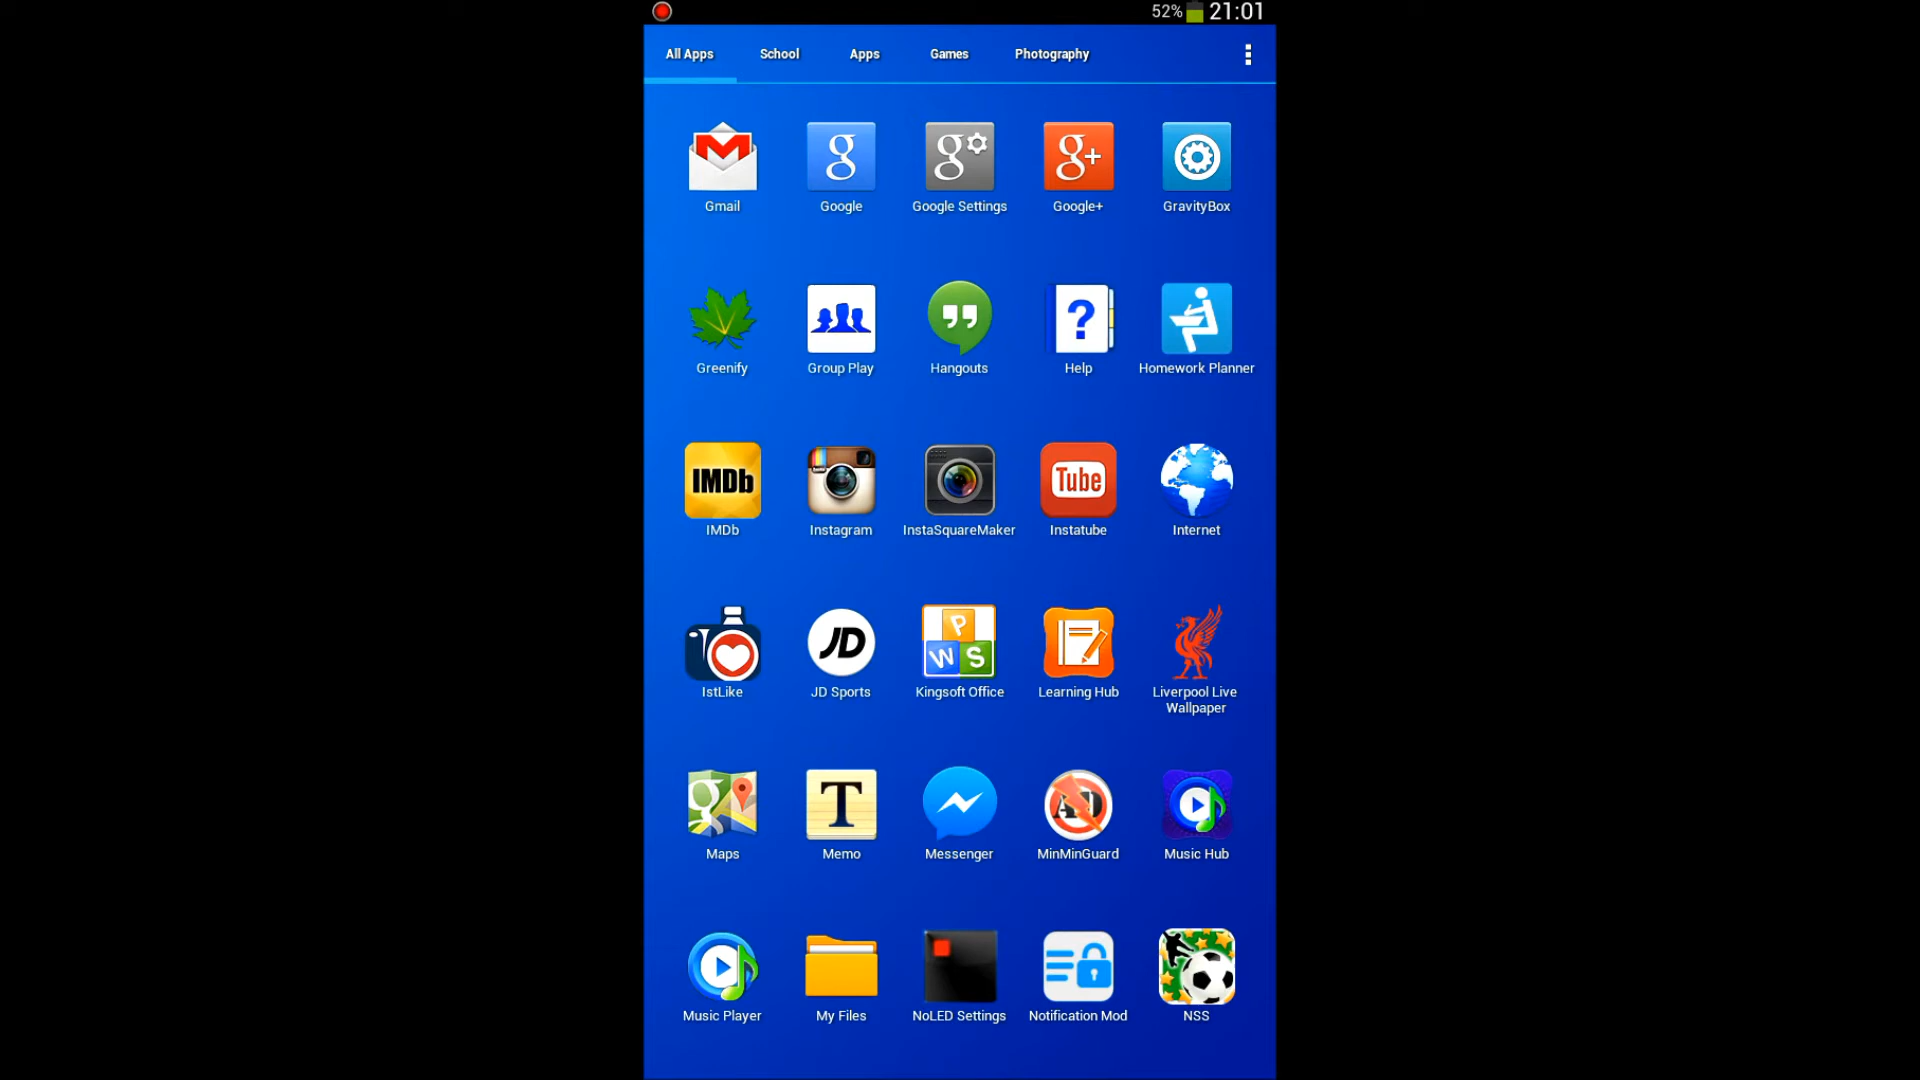 52% 21:01
All Apps School Apps Games Photography
g g g+
Gmail Google Google Settings Google+ GravityBox
?
Greenify Group Play Hangouts Help Homework Planner
IMDb Tube
IMDb Instagram InstaSquareMaker Instatube Internet
JD P
W S
IstLike JD Sports Kingsoft Office Learning Hub Liverpool Live
Wallpaper
g T AD
Maps Memo Messenger MinMinGuard Music Hub
Music Player My Files NoLED Settings Notification Mod NSS